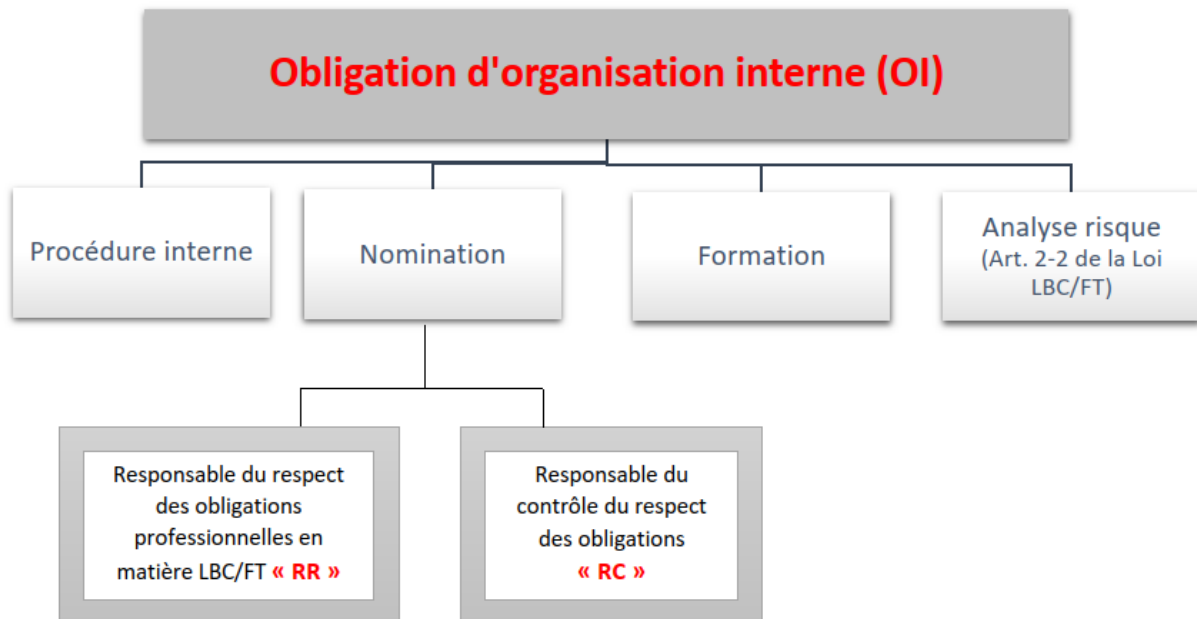 Obligation d'organisation interne (OI)
Procédure interne
Nomination
Formation
Analyse risque
(Art. 2-2 de la Loi
LBC/FT)
Responsable du respect
des obligations
professionnelles en
matière LBC/FT « RR »
Responsable du
contrôle du respect
des obligations
« RC »